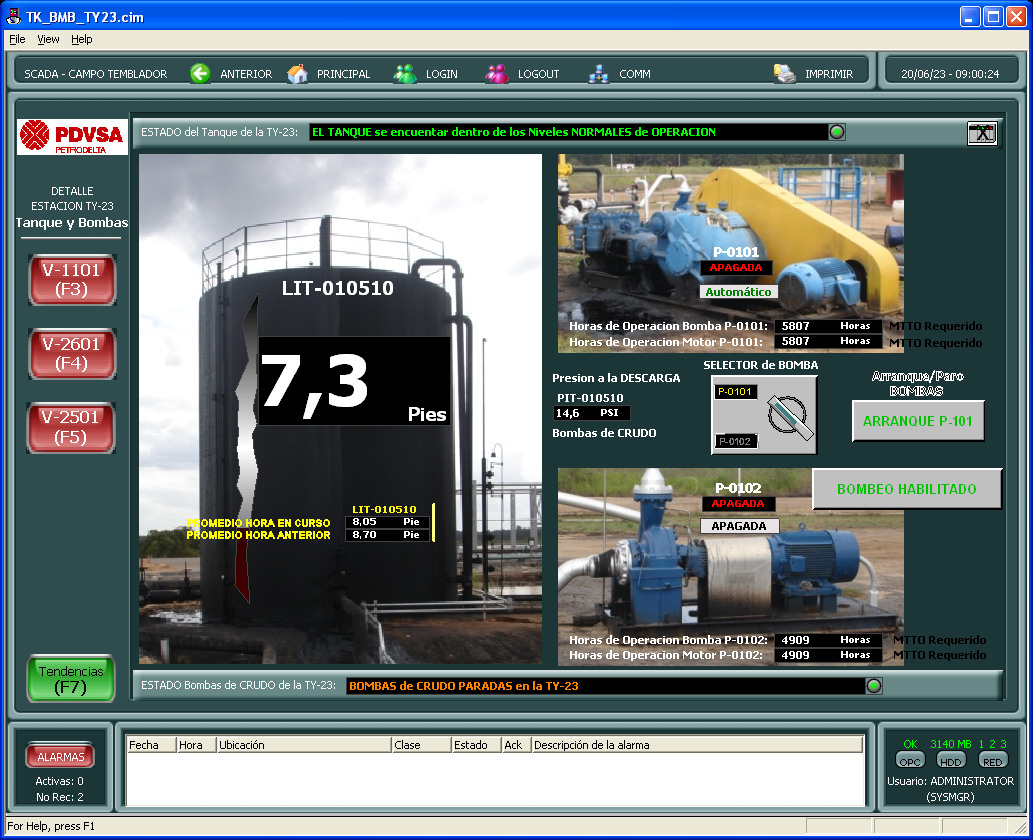 TK_BMB_TY23.cim
File View Help
SCADA - CAMPO TEMBLADOR ANTERIOR PRINCIPAL LOGIN LOGOUT COMM IMPRIMIR 20/06/23 - 09:00:24
PDVSA
PETRODELTA
ESTADO del Tanque de la TY-23: EL TANQUE se encuentar dentro de los Niveles NORMALES de OPERACION
DETALLE
ESTACION TY-23
Tanque y Bombas
V-1101
(F3)
V-2601
(F4)
V-2501
(F5)
Tendencias
(F7)
LIT-010510
7,3
Pies
LIT-010510
PROMEDIO HORA EN CURSO 8,05 Pie
PROMEDIO HORA ANTERIOR 8,70 Pie
P-0101
APAGADA
Automático
Horas de Operacion Bomba P-0101: 5807 Horas MTTO Requerido
Horas de Operacion Motor P-0101: 5807 Horas MTTO Requerido
Presion a la DESCARGA
PIT-010510
14,6 PSI
Bombas de CRUDO
SELECTOR de BOMBA
P-0101
P-0102
Arranque/Paro
BOMBAS
ARRANQUE P-101
BOMBEO HABILITADO
P-0102
APAGADA
APAGADA
Horas de Operacion Bomba P-0102: 4909 Horas MTTO Requerido
Horas de Operacion Motor P-0102: 4909 Horas MTTO Requerido
ESTADO Bombas de CRUDO de la TY-23: BOMBAS de CRUDO PARADAS en la TY-23
ALARMAS
Activas: 0
No Rec: 2
Fecha Hora Ubicación Clase Estado Ack Descripción de la alarma
OK 3140 MB 1 2 3
OPC HDD RED
Usuario: ADMINISTRATOR
(SYSMGR)
For Help, press F1